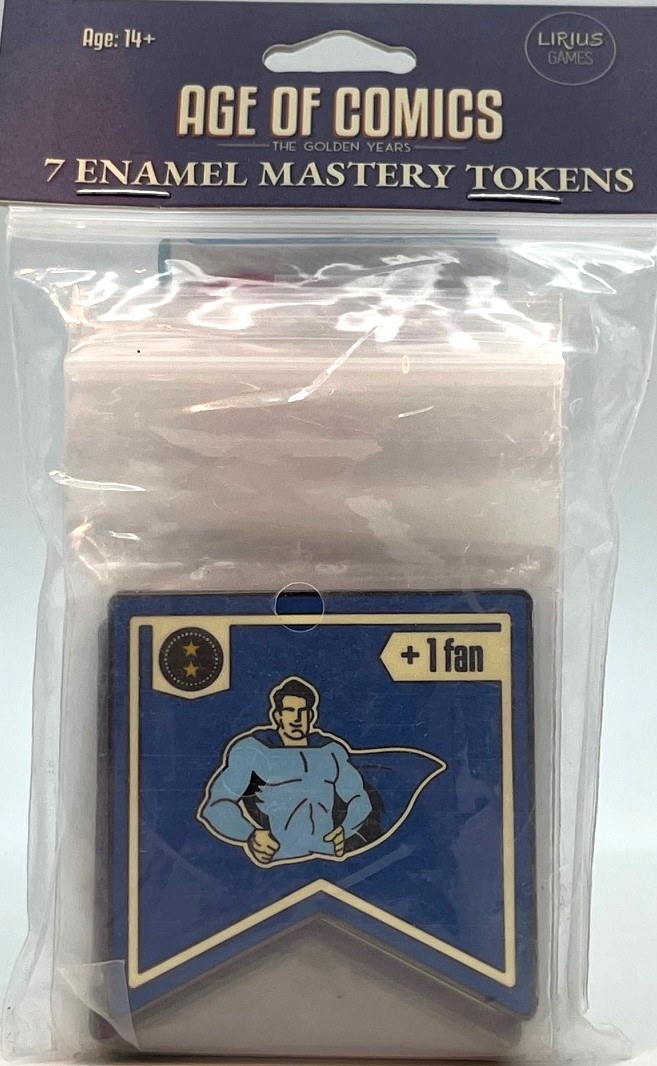 Age: 14+
LIRIUS
GAMES
AGE OF COMICS
THE GOLDEN YEARS
7 ENAMEL MASTERY TOKENS
+ 1 fan